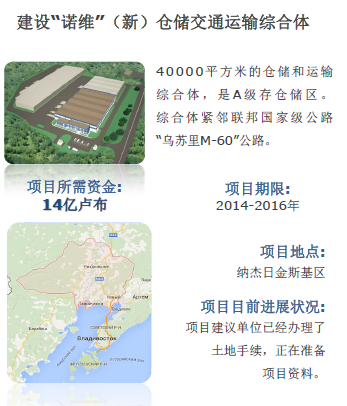 建设“诺维”（新）仓储交通运输综合体
40000平方米的仓储和运输
综合体，是A级存仓储区。
综合体紧邻联邦国家级公路
“乌苏里M-60”公路。
项目所需资金:
14亿卢布
项目期限:
2014-2016年
项目地点:
纳杰日金斯基区
项目目前进展状况:
项目建议单位已经办理了
土地手续，正在准备
项目资料。
Артем
Владивосток